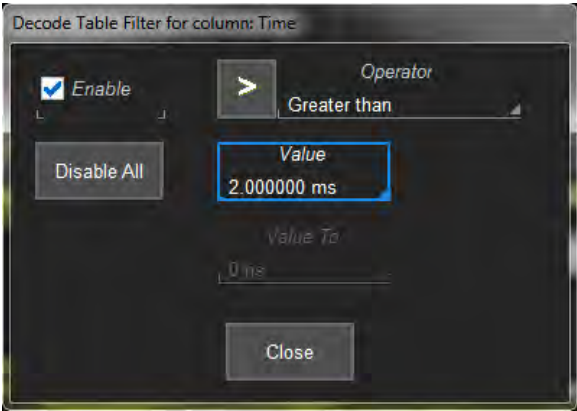 Decode Table Filter for column: Time
Enable
> Operator
Greater than
Disable All
Value
2.000000 ms
Value To
0 ns
Close